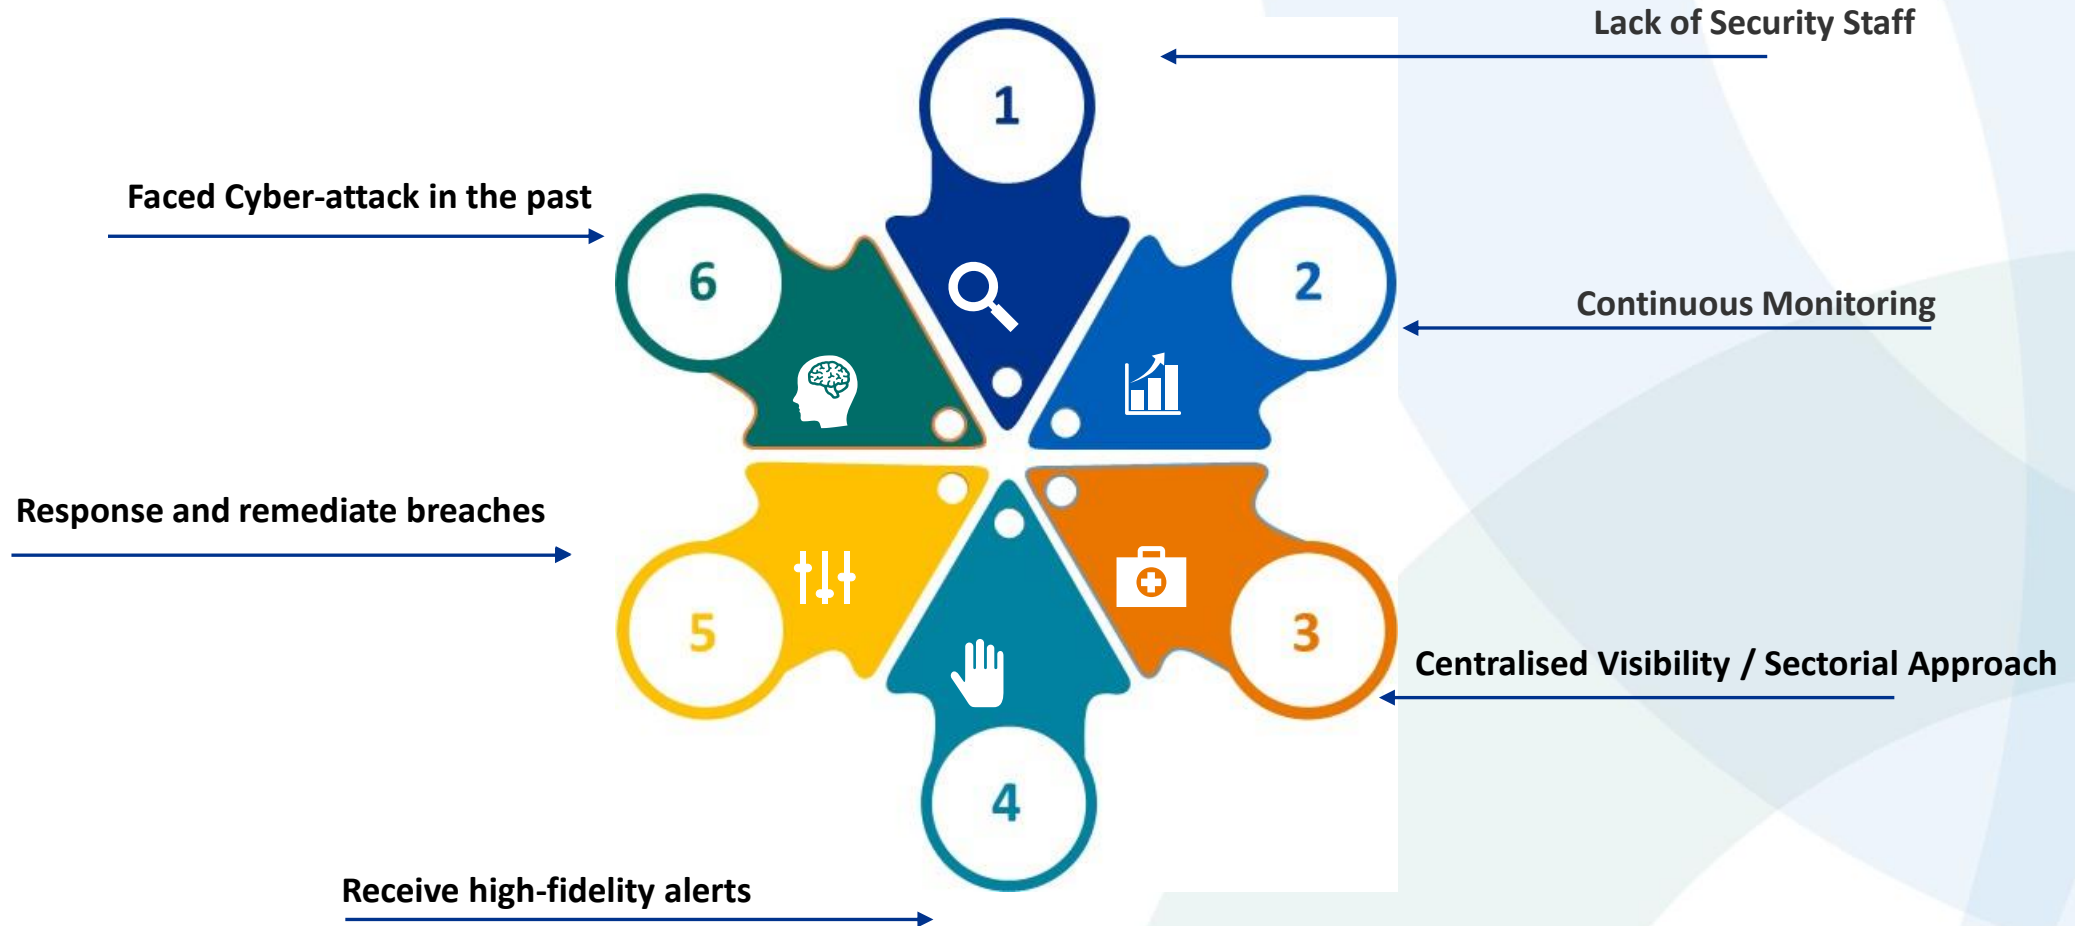 Lack of Security Staff
1
Faced Cyber-attack in the past
6
2
Continuous Monitoring
Response and remediate breaches
5
3
Centralised Visibility / Sectorial Approach
4
Receive high-fidelity alerts